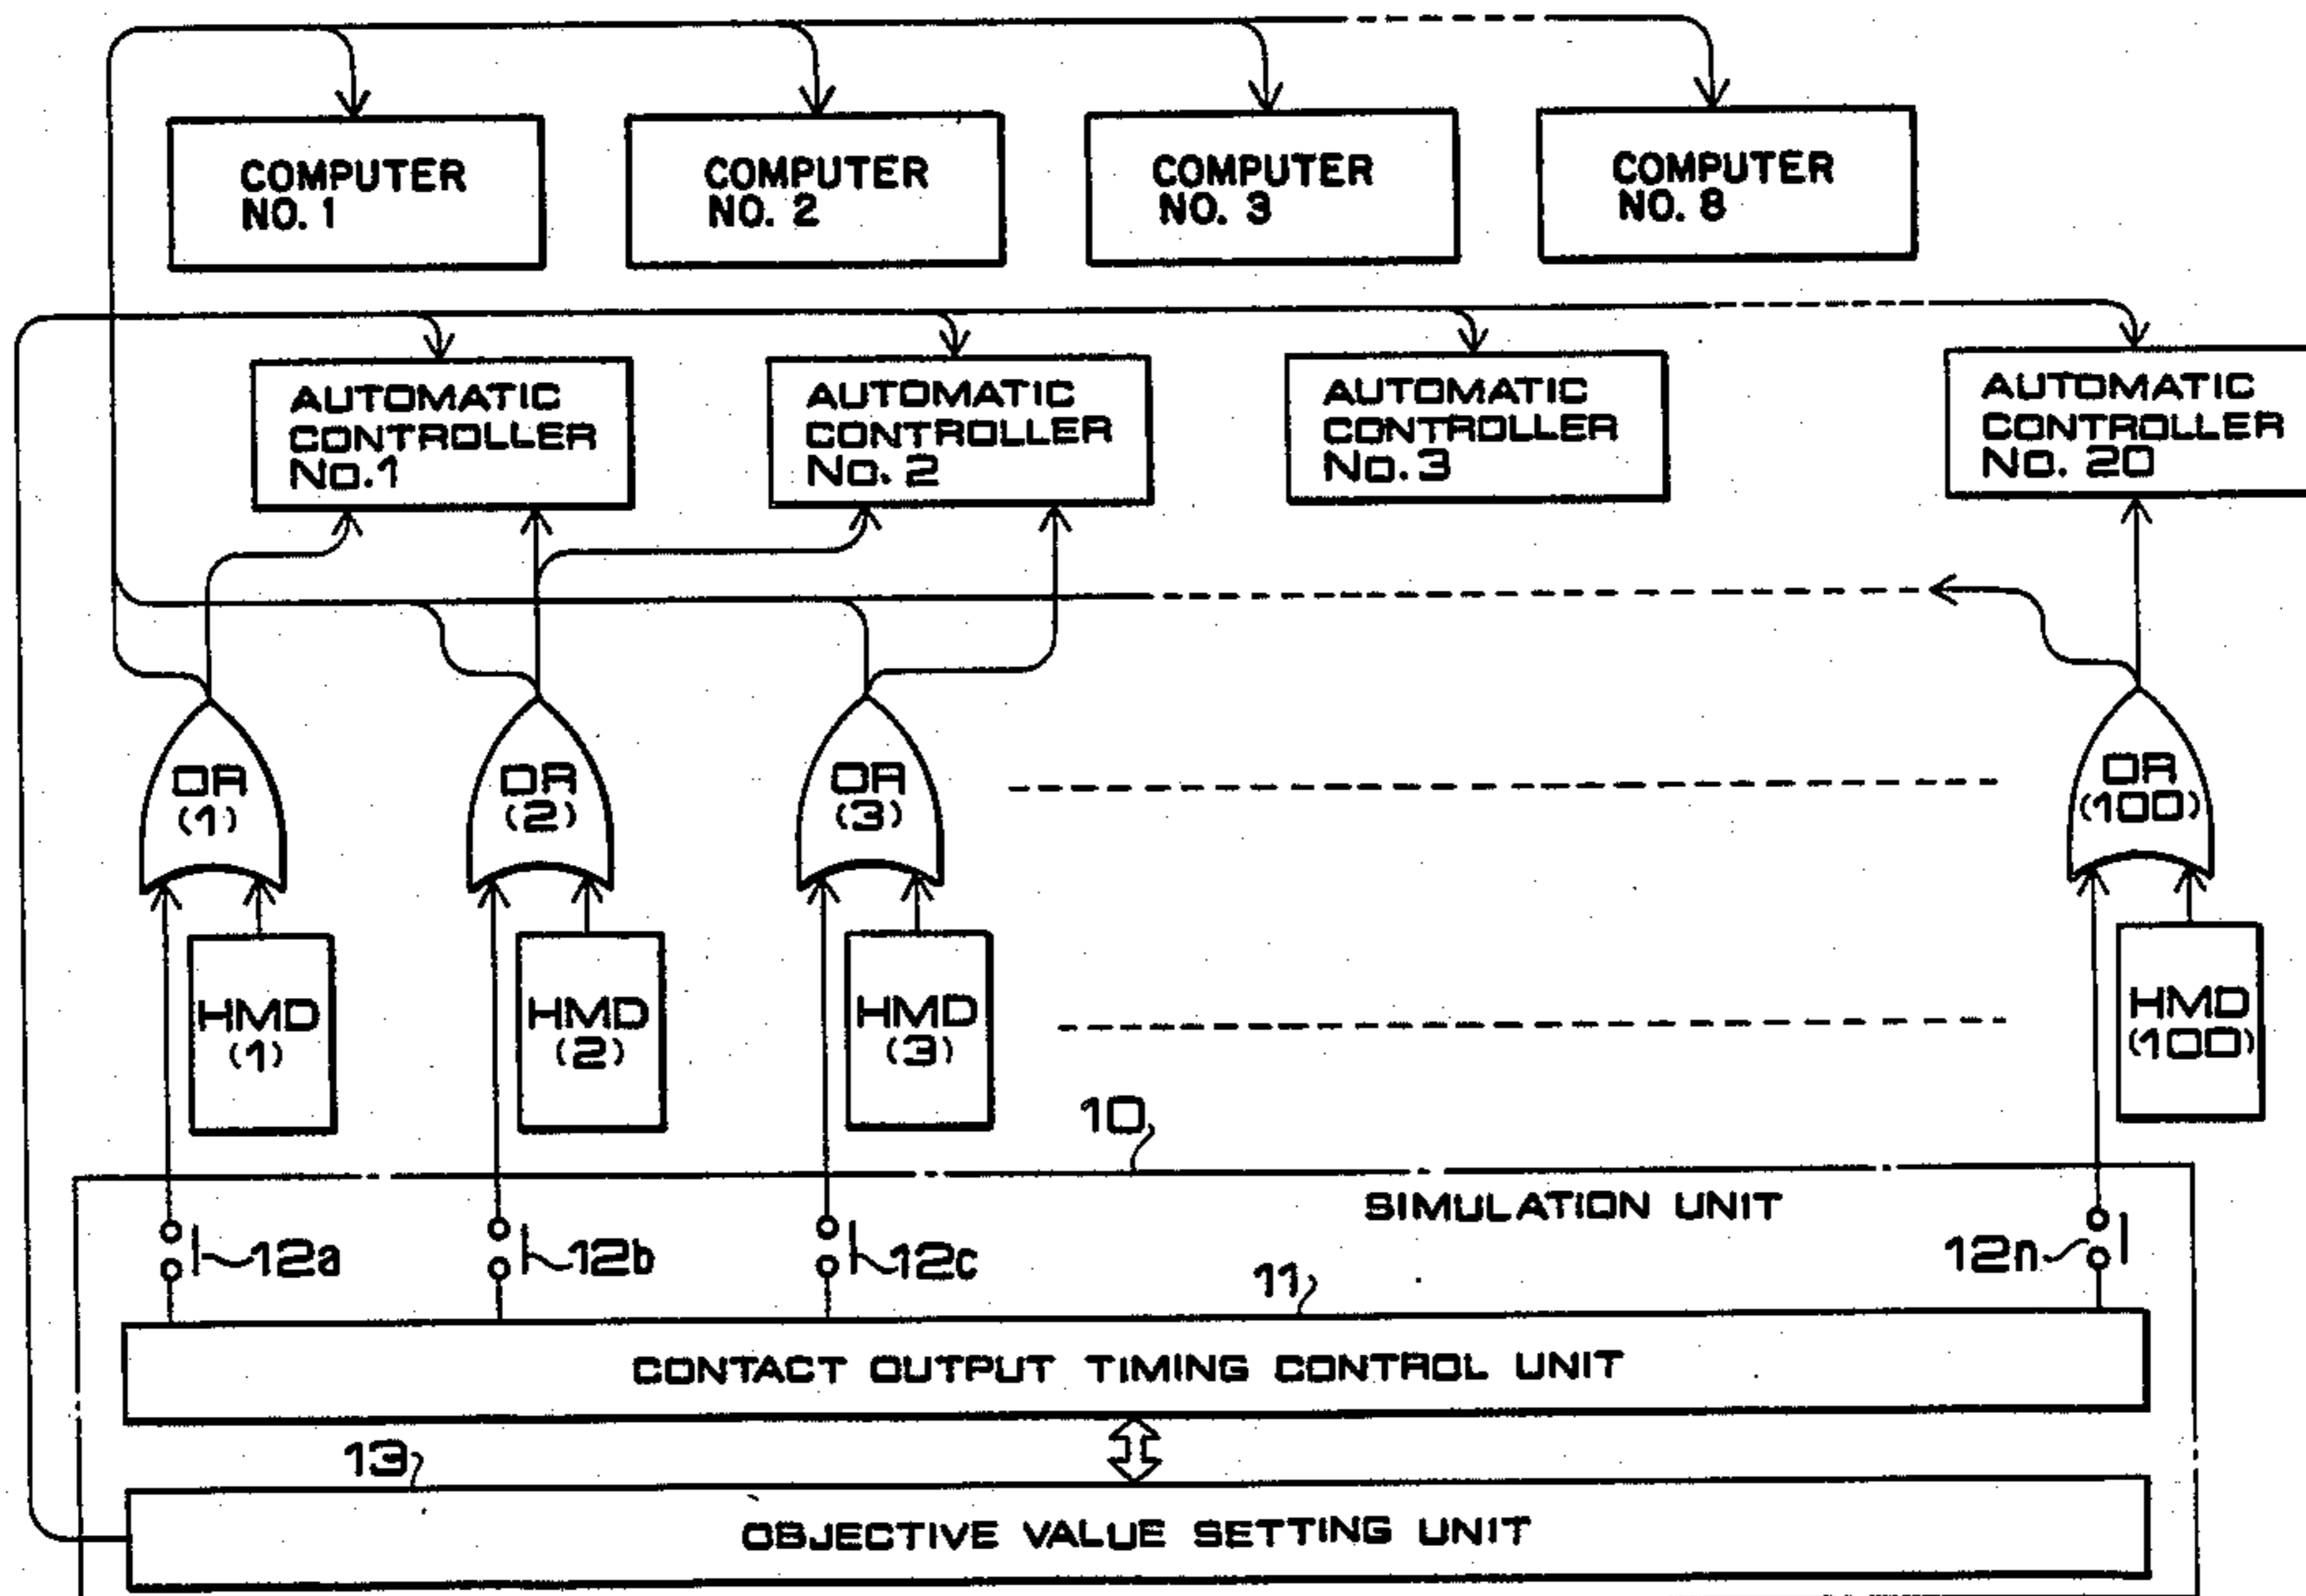 COMPUTER
NO. 1
COMPUTER
NO. 2
COMPUTER
NO. 3
COMPUTER
NO. 8
AUTOMATIC
CONTROLLER
No.1
AUTOMATIC
CONTROLLER
No. 2
AUTOMATIC
CONTROLLER
No. 3
AUTOMATIC
CONTROLLER
No. 20
OR
(1)
OR
(2)
OR
(3)
OR
(100)
HMD
(1)
HMD
(2)
HMD
(3)
HMD
(100)
10
SIMULATION UNIT
12a
12b
12c
12n
11
CONTACT OUTPUT TIMING CONTROL UNIT
13
OBJECTIVE VALUE SETTING UNIT